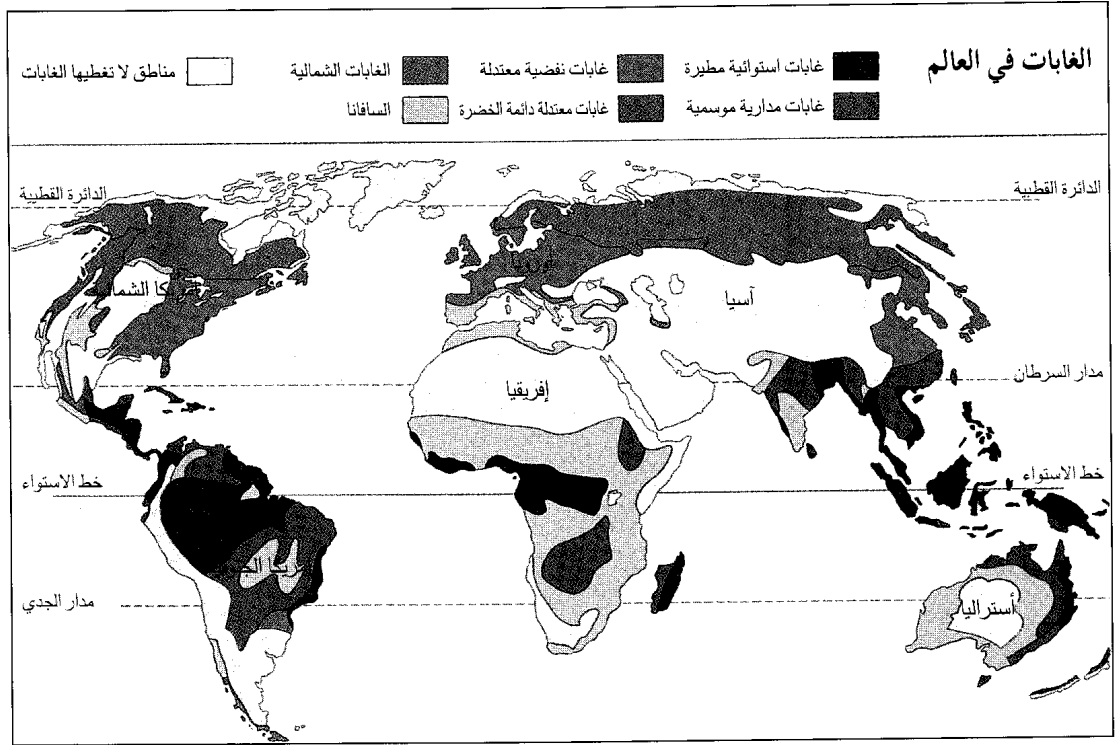 الغابات في العالم
غابات استوائية مطيرة
غابات نفضية معتدلة
الغابات الشمالية
مناطق لا تغطيها الغابات
غابات مدارية موسمية
غابات معتدلة دائمة الخضرة
السافانا
الدائرة القطبية
الدائرة القطبية
أوروبا
آسيا
مدار السرطان
إفريقيا
خط الاستواء
خط الاستواء
أستراليا
مدار الجدي